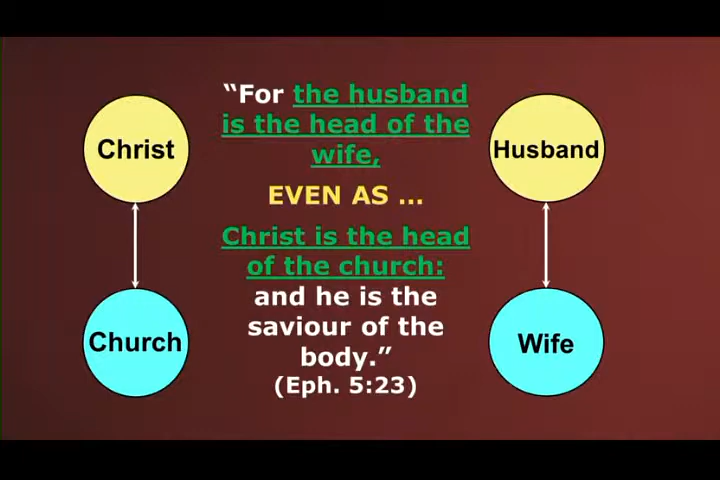 “For the husband
is the head of the
wife,
EVEN AS ...
Christ is the head
of the church:
and he is the
saviour of the
body.”
(Eph. 5:23)
Christ
Church
Husband
Wife